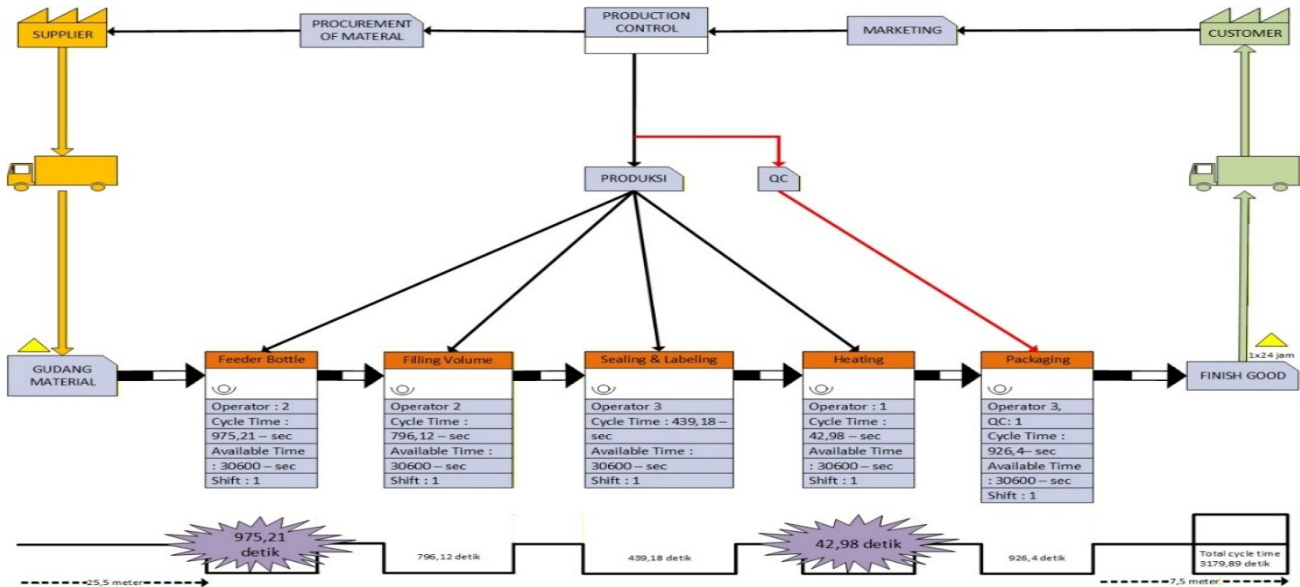 SUPPLIER
PROCUREMENT
OF MATERAL
PRODUCTION
CONTROL
MARKETING
CUSTOMER
PRODUKSI
QC
GUDANG
MATERIAL
Feeder Bottle
Operator : 2
Cycle Time :
975,21 – sec
Available Time
: 30600 – sec
Shift : 1
Filling Volume
Operator 2
Cycle Time :
796,12 – sec
Available Time :
30600 – sec
Shift : 1
Sealing & Labeling
Operator 3
Cycle Time : 439,18 –
sec
Available Time :
30600 – sec
Shift : 1
Heating
Operator : 1
Cycle Time :
42,98 – sec
Available Time
: 30600 – sec
Shift : 1
Packaging
Operator 3,
QC: 1
Cycle Time :
926,4– sec
Available Time
: 30600 – sec
Shift : 1
1x24 jam
FINISH GOOD
975,21
detik
796,12 detik
439,18 detik
42,98 detik
926,4 detik
Total cycle time
3179,89 detik
25,5 meter
7,5 meter